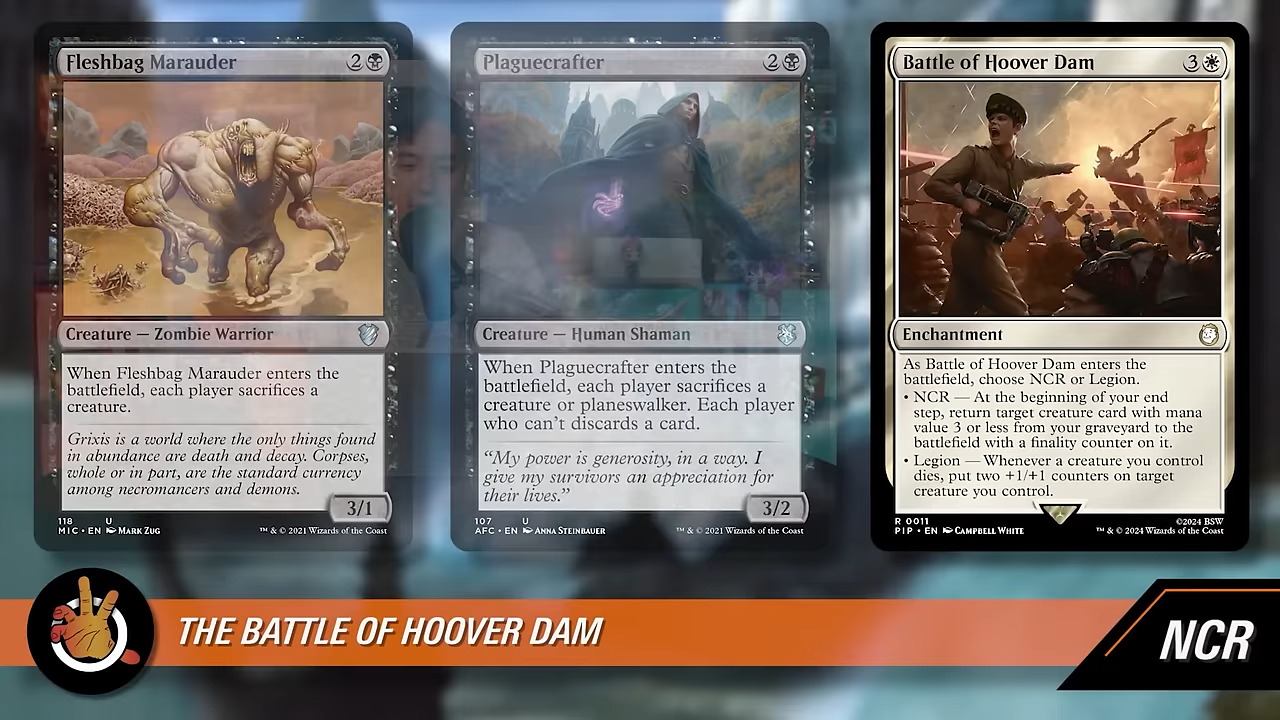 Fleshbag Marauder 2
Creature — Zombie Warrior
When Fleshbag Marauder enters the
battlefield, each player sacrifices a
creature.
Grixis is a world where the only things found
in abundance are death and decay. Corpses,
whole or in part, are the standard currency
among necromancers and demons.
3/1
118 U
MIC • EN Mark Zug
™ & © 2021 Wizards of the Coast
Plaguecrafter 2
Creature — Human Shaman
When Plaguecrafter enters the
battlefield, each player sacrifices a
creature or planeswalker. Each player
who can't discards a card.
“My power is generosity, in a way. I
give my survivors an appreciation for
their lives.”
3/2
107 U
AFC • EN Anna Steinbauer
™ & © 2021 Wizards of the Coast
Battle of Hoover Dam 3
Enchantment
As Battle of Hoover Dam enters the
battlefield, choose NCR or Legion.
• NCR — At the beginning of your end
step, return target creature card with mana
value 3 or less from your graveyard to the
battlefield with a finality counter on it.
• Legion — Whenever a creature you control
dies, put two +1/+1 counters on target
creature you control.
R 0011
PIP • EN Campbell White
©2024 BSW
™ & © 2024 Wizards of the Coast
THE BATTLE OF HOOVER DAM
NCR